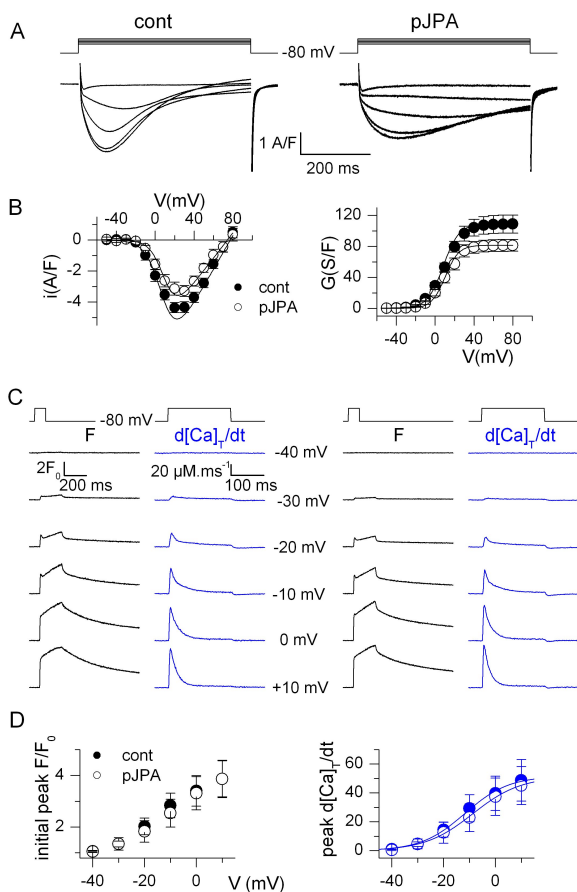 A
cont
pJPA
-80 mV
1 A/F
200 ms
B
V(mV)
-40 0 40 80
0
-2
-4
i(A/F)
cont
pJPA
120
80
40
0
G(S/F)
-40 0 40 80
V(mV)
C
-80 mV
F
d[Ca]T/dt
F
d[Ca]T/dt
-40 mV
2F0
200 ms
20 µM.ms-1
100 ms
-30 mV
-20 mV
-10 mV
0 mV
+10 mV
D
cont
pJPA
4
2
initial peak F/F0
-40 -20 0
V (mV)
60
40
20
0
peak d[Ca]T/dt
-40 -20 0